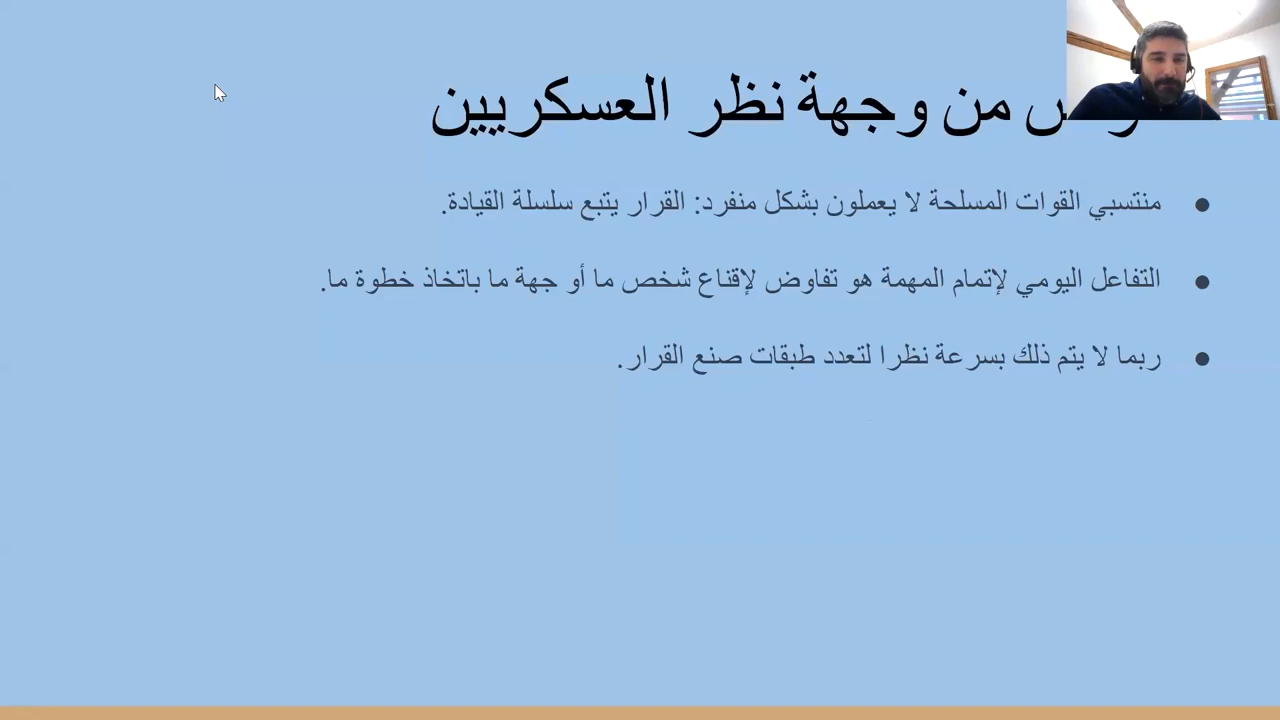 من وجهة نظر العسكريين
منتسبي القوات المسلحة لا يعملون بشكل منفرد: القرار يتبع سلسلة القيادة.
التفاعل اليومي لإتمام المهمة هو تفاوض لإقناع شخص ما أو جهة ما باتخاذ خطوة ما.
ربما لا يتم ذلك بسرعة نظرا لتعدد طبقات صنع القرار.